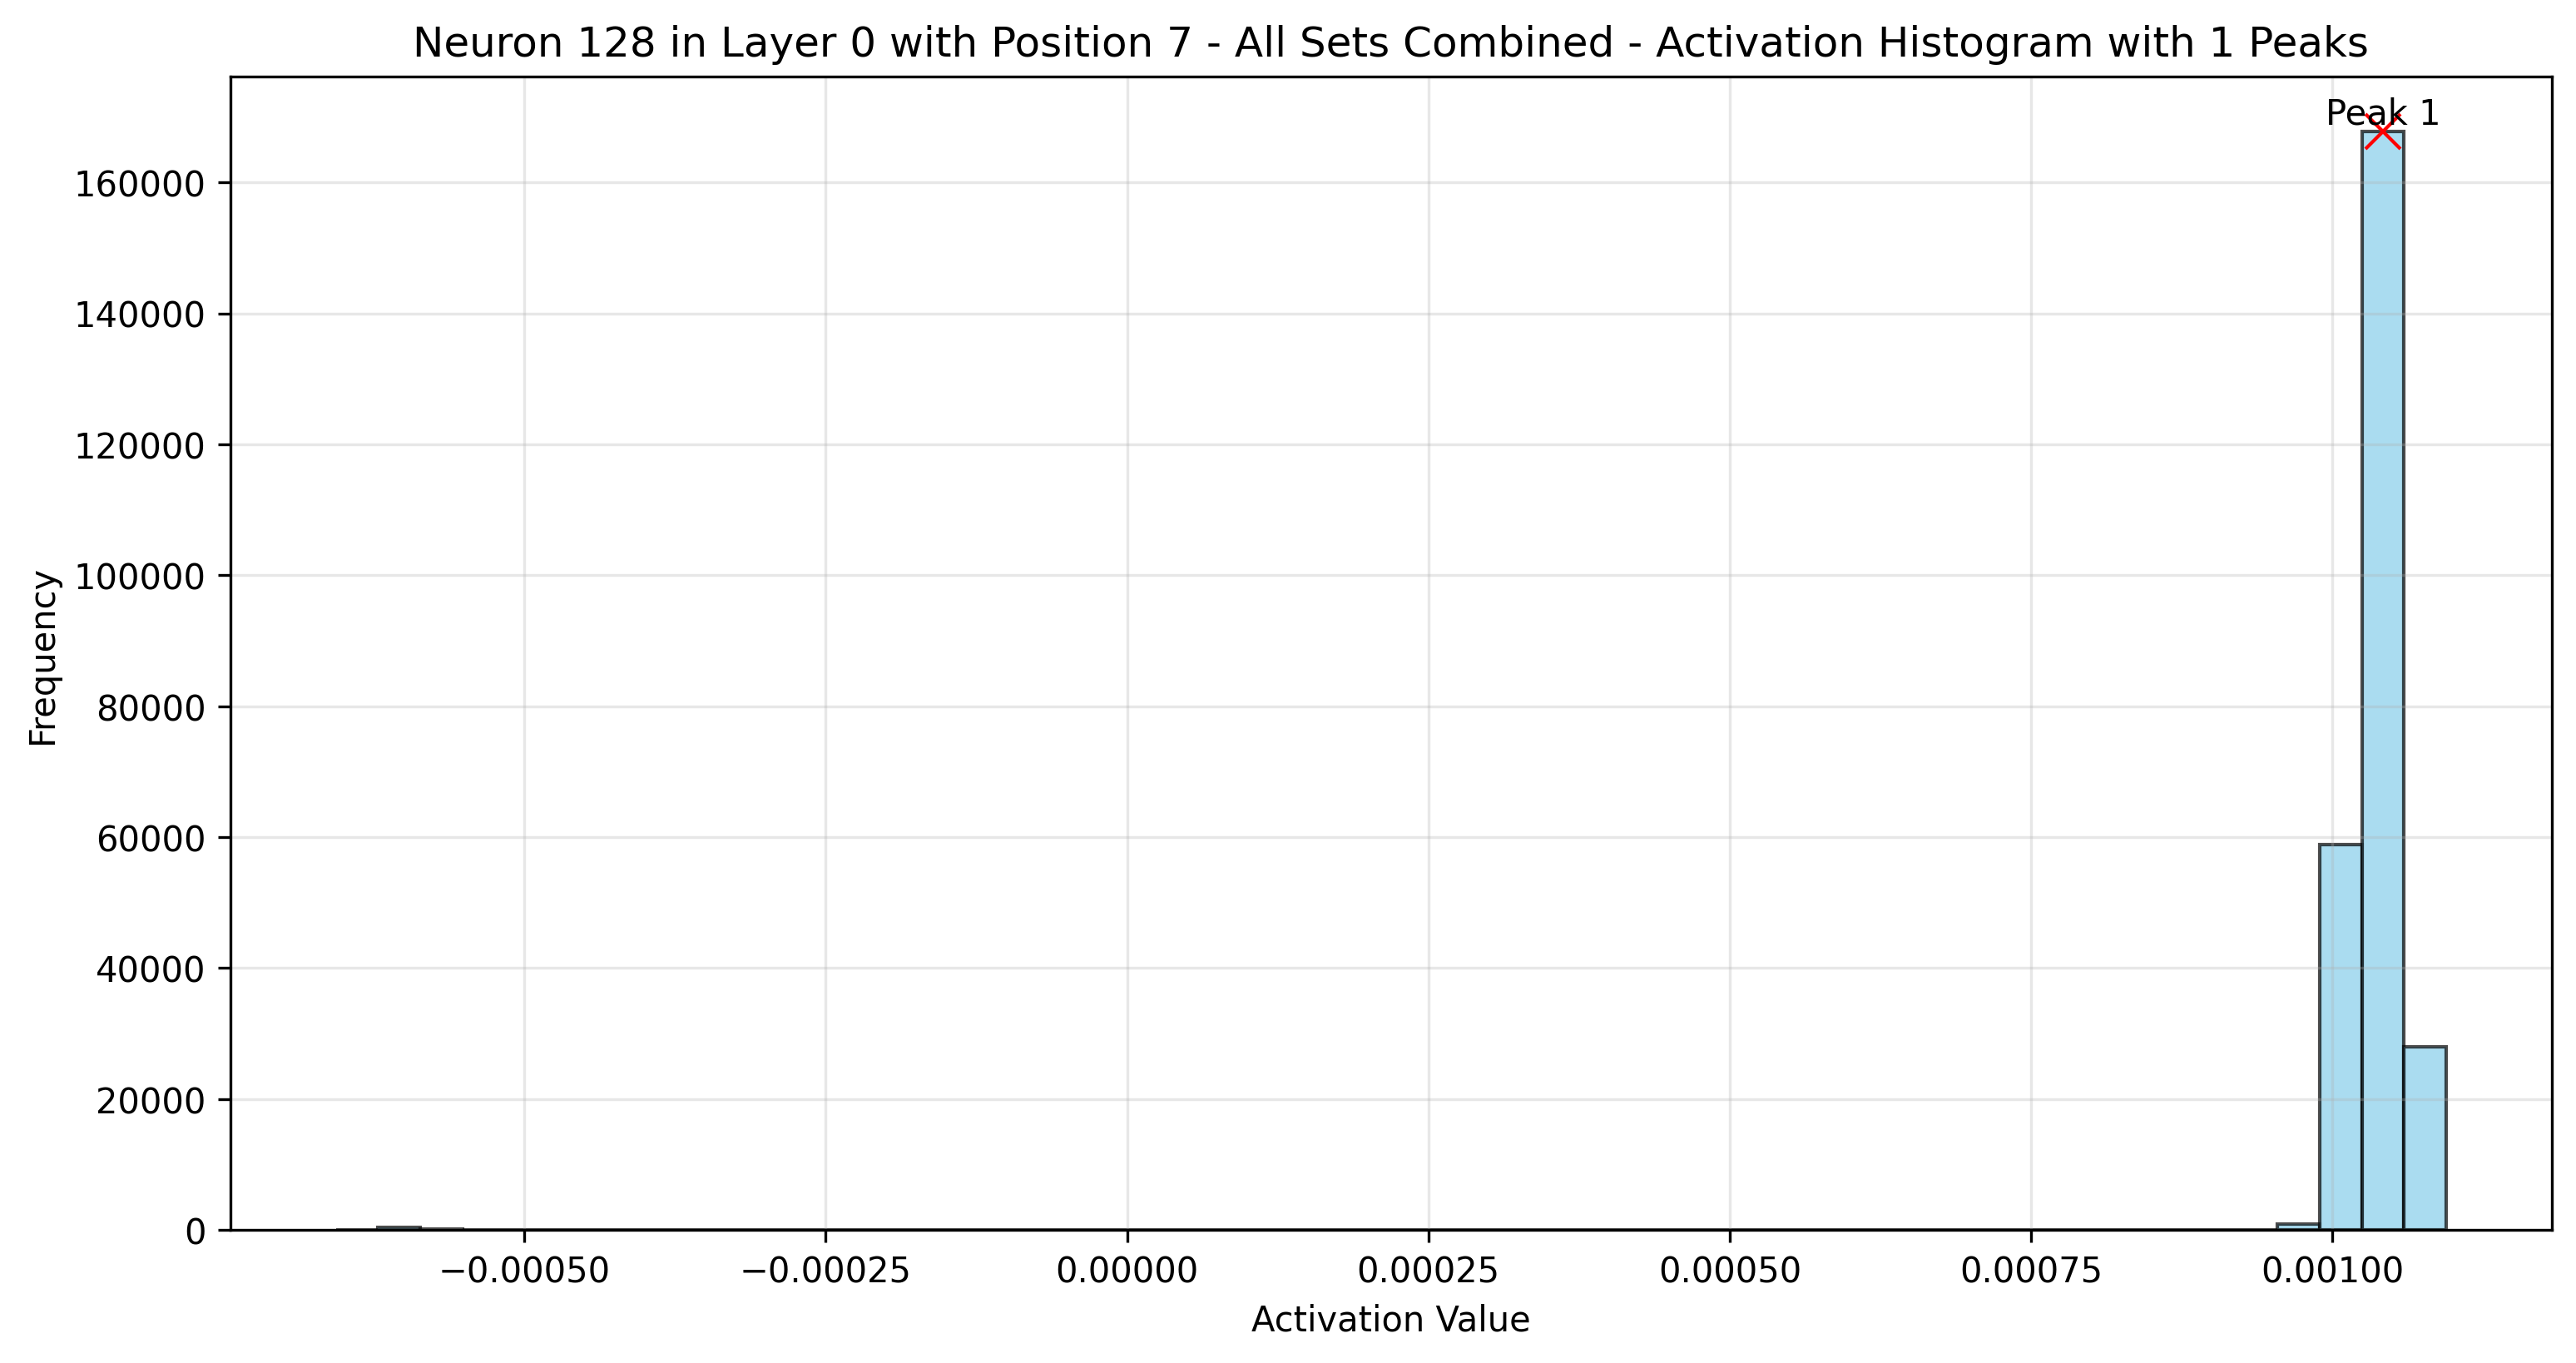 Neuron 128 in Layer 0 with Position 7 - All Sets Combined - Activation Histogram with 1 Peaks
Peak 1
160000
140000
120000
100000
80000
60000
40000
20000
0
Frequency
−0.00050 −0.00025 0.00000 0.00025 0.00050 0.00075 0.00100
Activation Value